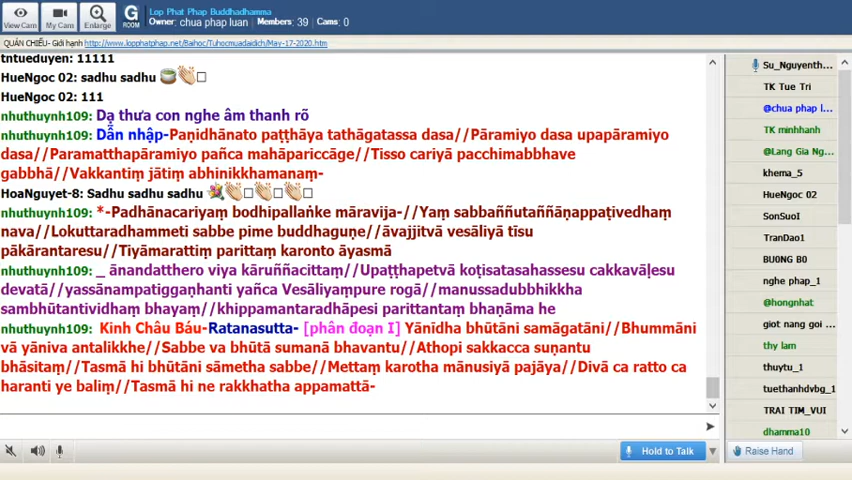 View Cam
My Cam
Enlarge
G
ROOM
Lop Phat Phap Buddhadhamma
Owner: chua phap luan Members: 39 Cams: 0
QUÁN CHIẾU- Giới hạnh http://www.lopphatphap.net/Baihoc/Tuhocmuadaidich/May-17-2020.htm
tntueduyen: 11111
HueNgoc 02: sadhu sadhu
HueNgoc 02: 111
nhuthuynh109: Dạ thưa con nghe âm thanh rõ
nhuthuynh109: Dẫn nhập-Paṇidhānato paṭṭhāya tathāgatassa dasa//Pāramiyo dasa upapāramiyo
dasa//Paramatthapāramiyo pañca mahāpariccāge//Tisso cariyā pacchimabbhave
gabbhā//Vakkantiṃ jātiṃ abhinikkhamanaṃ-
HoaNguyet-8: Sadhu sadhu sadhu
nhuthuynh109: *-Padhānacariyaṃ bodhipallaṅke māravija-//Yaṃ sabbaññutaññāṇappaṭivedhaṃ
nava//Lokuttaradhammeti sabbe pime buddhaguṇe//āvajjitvā vesāliyā tīsu
pākārantaresu//Tiyāmarattiṃ parittaṃ karonto āyasmā
nhuthuynh109: _ ānandatthero viya kāruññacittaṃ//Upaṭṭhapetvā koṭisatasahassesu cakkavāḷesu
devatā//yassānampatiggaṇhanti yañca Vesāliyaṃpure rogā//manussadubbhikkha
sambhūtantividhaṃ bhayaṃ//khippamantaradhāpesi parittantaṃ bhaṇāma he
nhuthuynh109: Kinh Châu Báu-Ratanasutta- [phân đoạn I] Yānīdha bhūtāni samāgatāni//Bhummāni
vā yāniva antalikkhe//Sabbe va bhūtā sumanā bhavantu//Athopi sakkacca suṇantu
bhāsitaṃ//Tasmā hi bhūtāni sāmetha sabbe//Mettaṃ karotha mānusiyā pajāya//Divā ca ratto ca
haranti ye baliṃ//Tasmā hi ne rakkhatha appamattā-
Su_Nguyenth...
TK Tue Tri
@chua phap l...
TK minhhanh
@Lang Gia Ng...
khema_5
HueNgoc 02
SonSuoI
TranDao1
BU0NG B0
nghe phap_1
@hongnhat
giot nang goi ...
thy lam
thuytu_1
tuethanhdvbg_1
TRAI TIM_VUI
dhamma10
Hold to Talk
Raise Hand